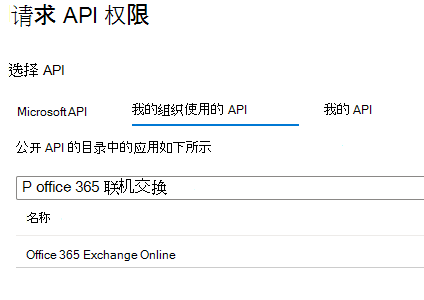 请求 API 权限
选择 API
Microsoft API
我的组织使用的 API
我的 API
公开 API 的目录中的应用如下所示
P office 365 联机交换
名称
Office 365 Exchange Online